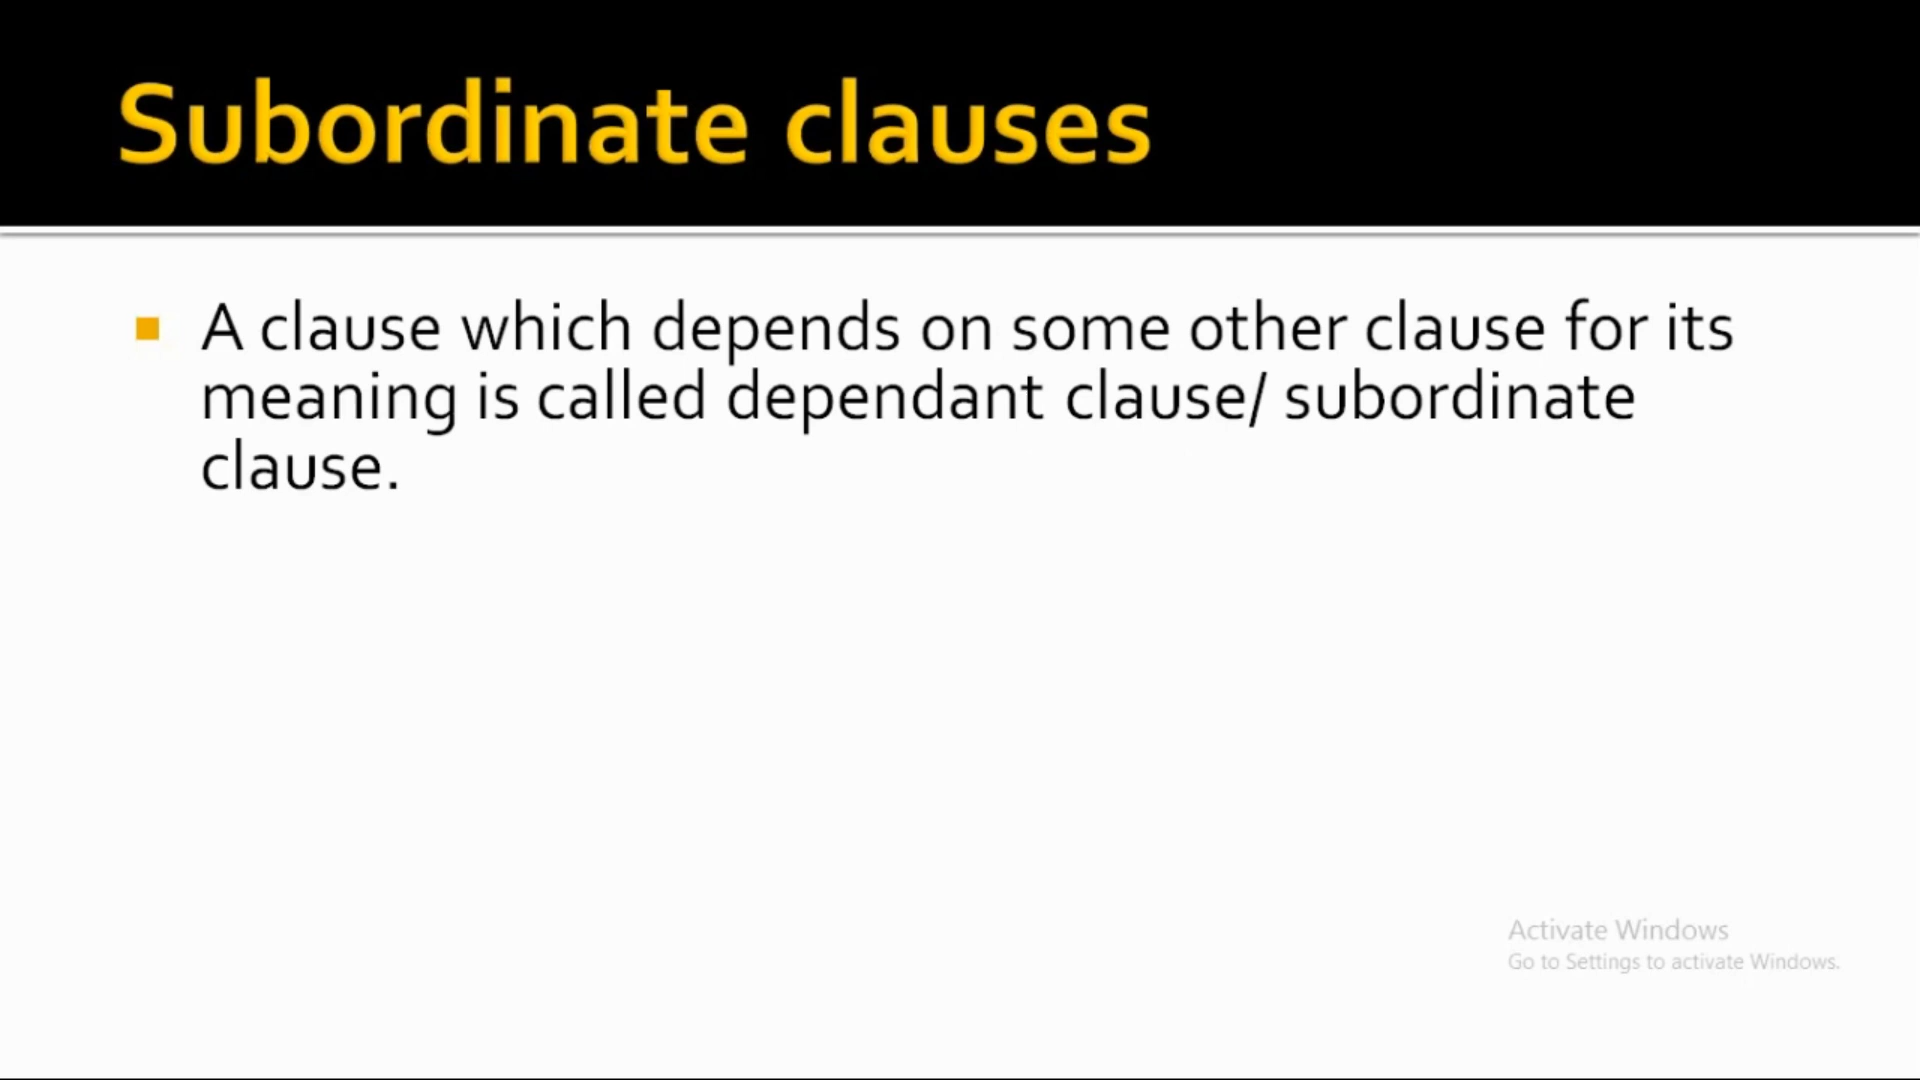 Subordinate clauses
A clause which depends on some other clause for its
meaning is called dependant clause/ subordinate
clause.
Activate Windows
Go to Settings to activate Windows.